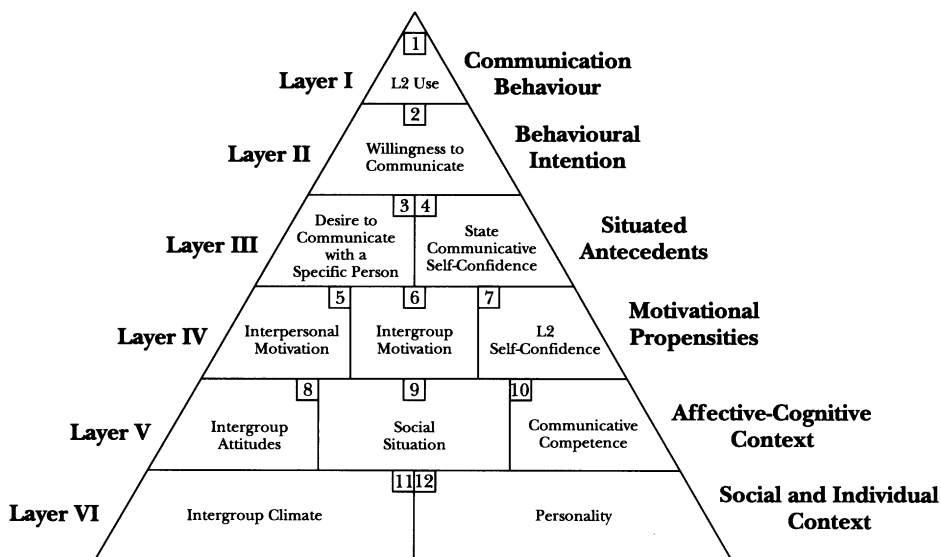 1
Layer I
L2 Use
Communication
Behaviour
2
Layer II
Willingness to
Communicate
Behavioural
Intention
3 4
Layer III
Desire to
Communicate
with a
Specific Person
State
Communicative
Self-Confidence
Situated
Antecedents
5 6 7
Layer IV
Interpersonal
Motivation
Intergroup
Motivation
L2
Self-Confidence
Motivational
Propensities
8 9 10
Layer V
Intergroup
Attitudes
Social
Situation
Communicative
Competence
Affective-Cognitive
Context
11 12
Layer VI
Intergroup Climate
Personality
Social and Individual
Context